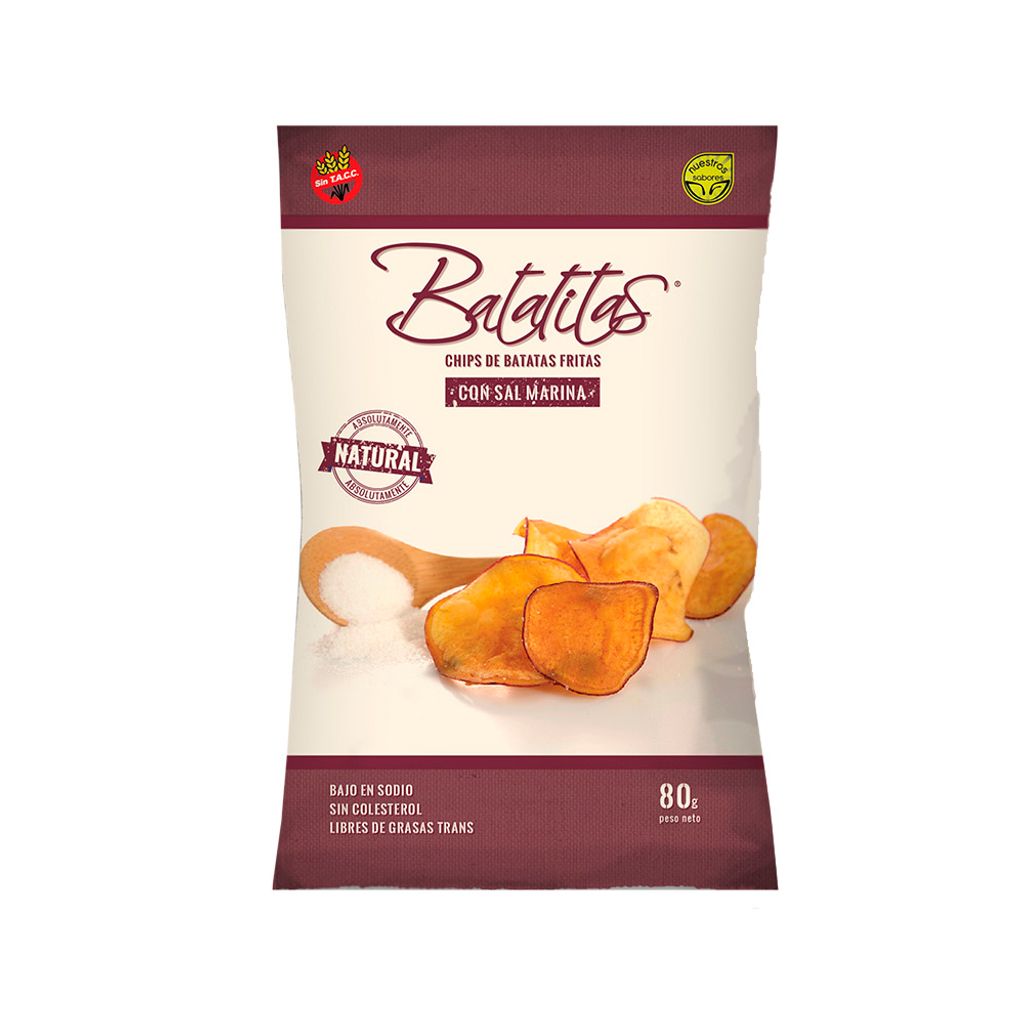 Sin T.A.C.C.
nuestros
sabores
Batatitas®
CHIPS DE BATATAS FRITAS
CON SAL MARINA
ABSOLUTAMENTE
NATURAL
ABSOLUTAMENTE
BAJO EN SODIO
SIN COLESTEROL
LIBRES DE GRASAS TRANS
80g
peso neto